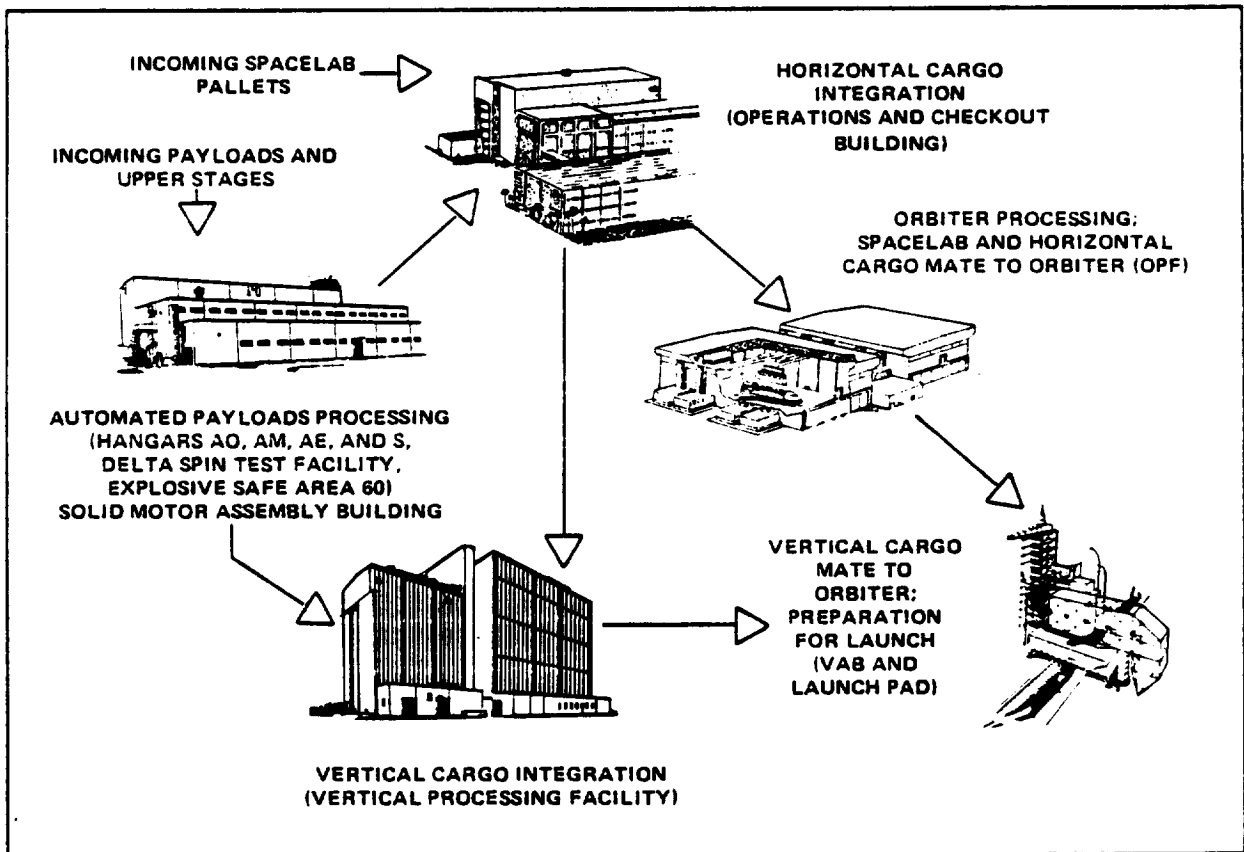 INCOMING SPACELAB
PALLETS
HORIZONTAL CARGO
INTEGRATION
(OPERATIONS AND CHECKOUT
BUILDING)
INCOMING PAYLOADS AND
UPPER STAGES
ORBITER PROCESSING;
SPACELAB AND HORIZONTAL
CARGO MATE TO ORBITER (OPF)
AUTOMATED PAYLOADS PROCESSING
(HANGARS AO, AM, AE, AND S,
DELTA SPIN TEST FACILITY,
EXPLOSIVE SAFE AREA 60)
SOLID MOTOR ASSEMBLY BUILDING
VERTICAL CARGO
MATE TO
ORBITER;
PREPARATION
FOR LAUNCH
(VAB AND
LAUNCH PAD)
VERTICAL CARGO INTEGRATION
(VERTICAL PROCESSING FACILITY)